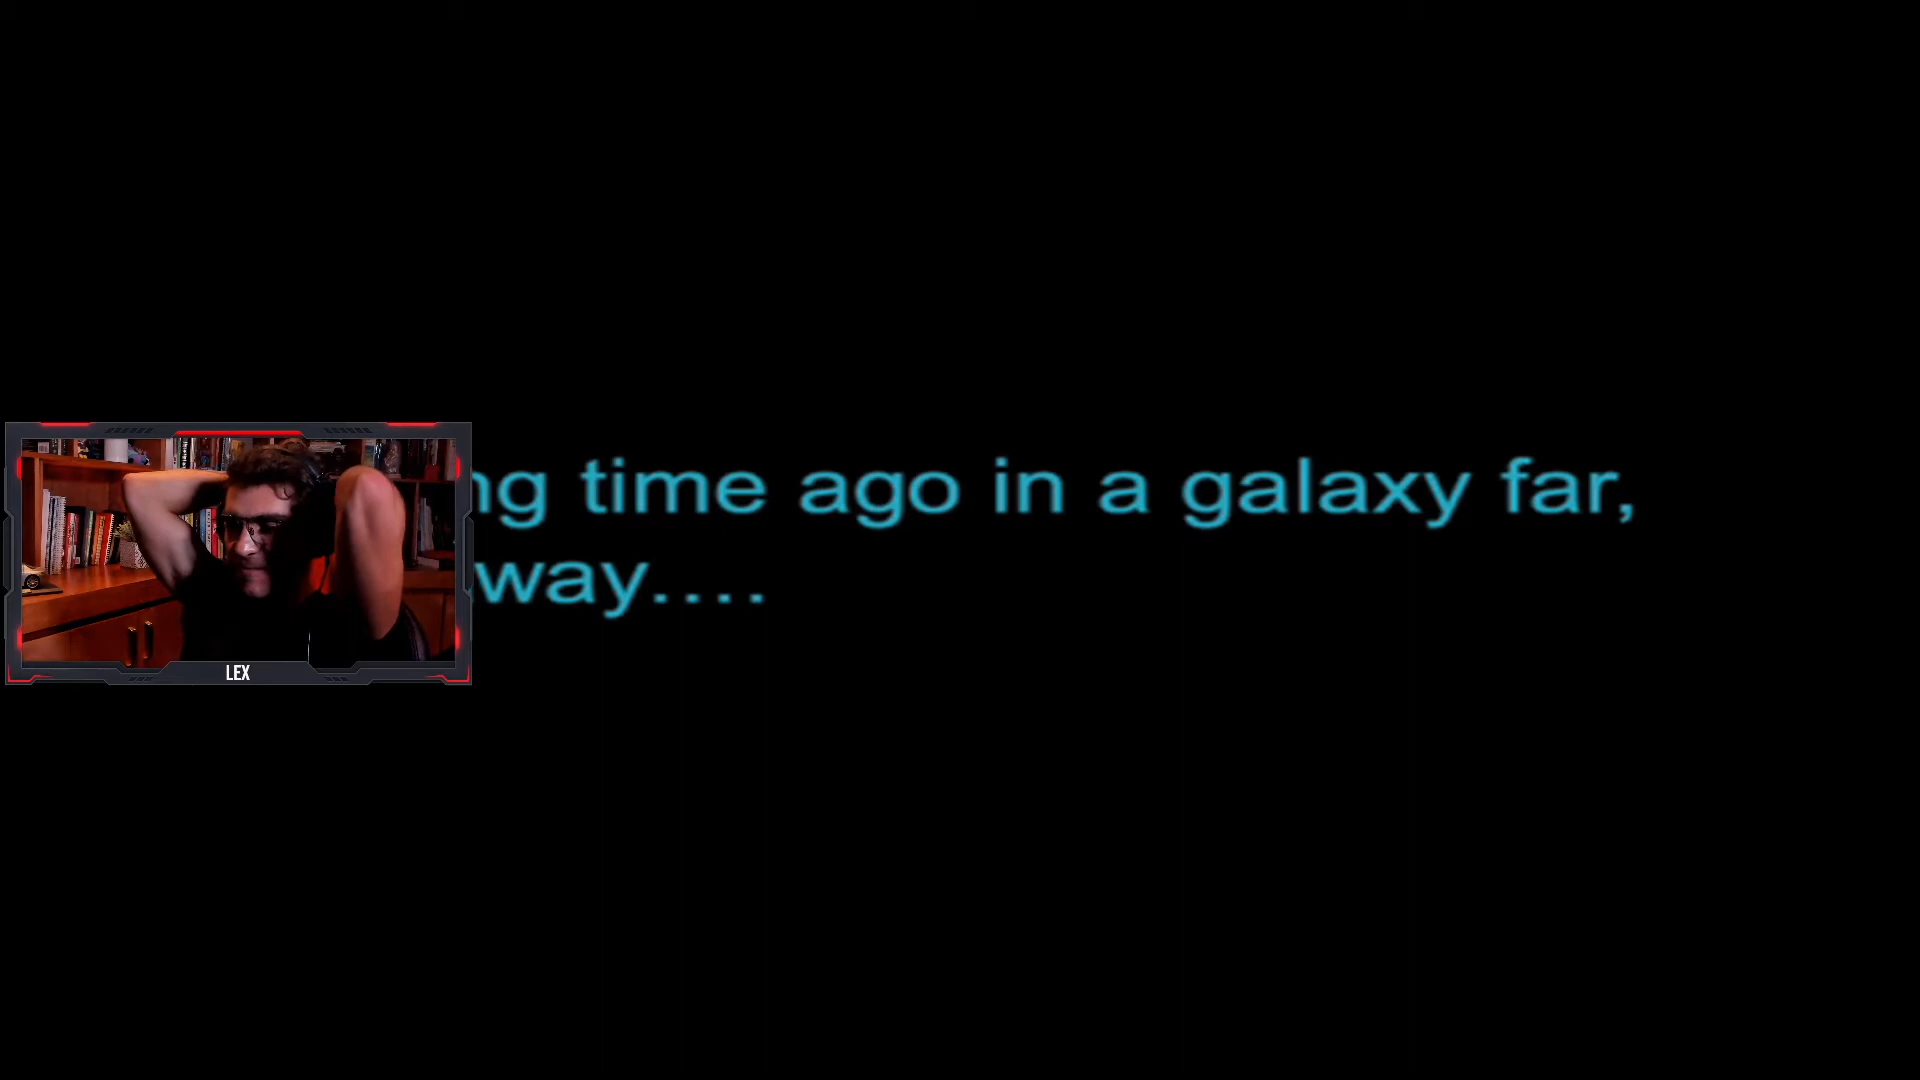 ng time ago in a galaxy far,
way....
LEX